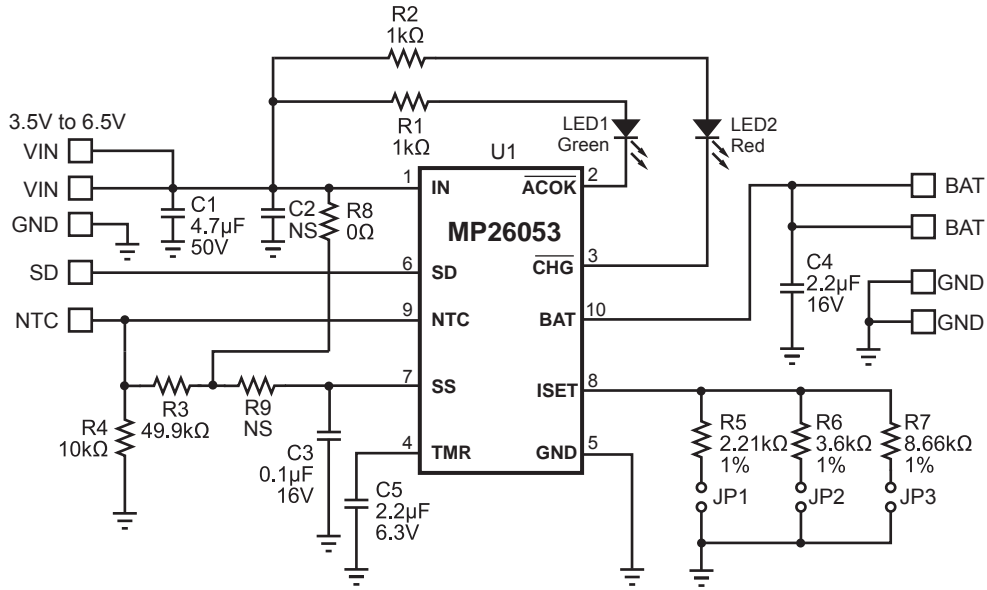 R2
1kΩ
R1
1kΩ
3.5V to 6.5V
VIN
VIN
GND
SD
NTC
C1
4.7µF
50V
C2
NS
R8
0Ω
LED1
Green
LED2
Red
U1
MP26053
1
IN
6
SD
9
NTC
7
SS
4
TMR
2
ACOK
3
CHG
10
BAT
8
ISET
5
GND
R4
10kΩ
R3
49.9kΩ
R9
NS
C3
0.1µF
16V
C5
2.2µF
6.3V
BAT
BAT
C4
2.2µF
16V
GND
GND
R5
2.21kΩ
1%
JP1
R6
3.6kΩ
1%
JP2
R7
8.66kΩ
1%
JP3